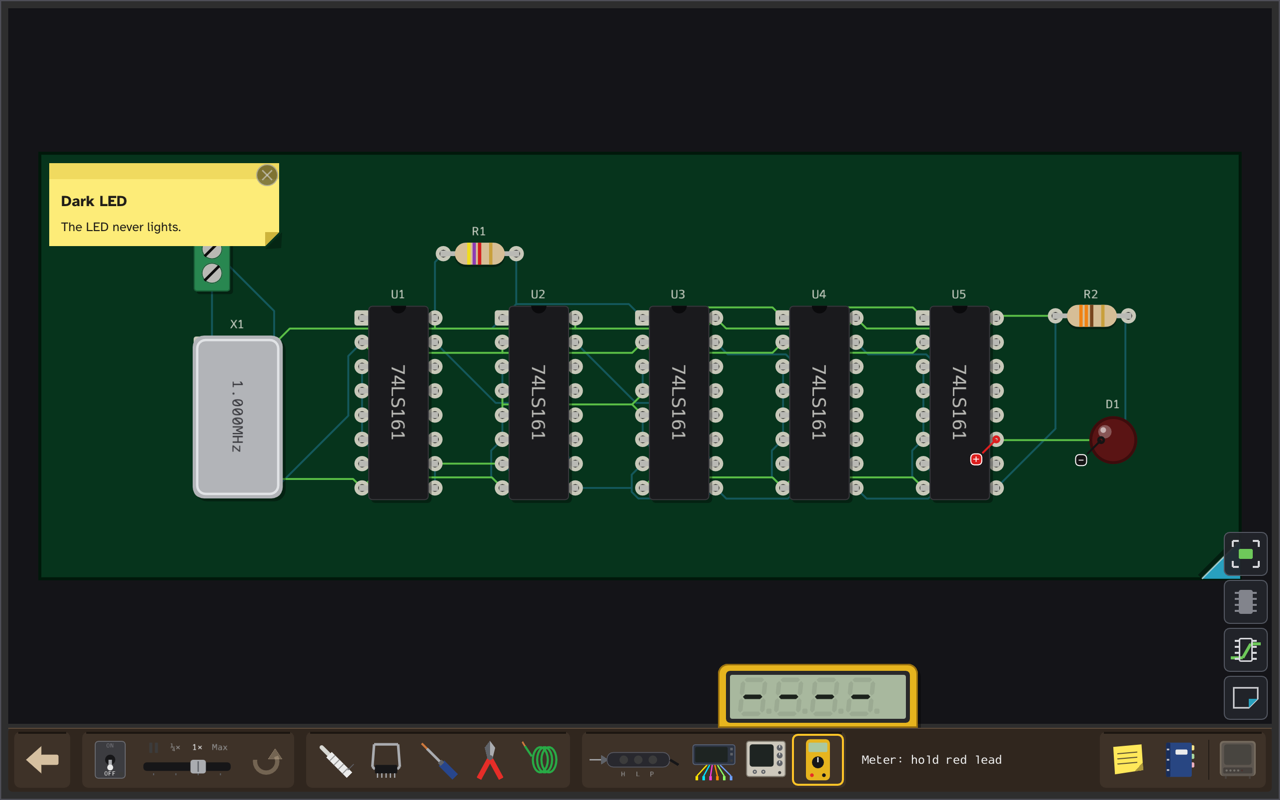 Dark LED
The LED never lights.
R1
U1
U2
U3
U4
U5
R2
X1
1.000MHz
74LS161
74LS161
74LS161
74LS161
74LS161
D1
+
-
- - - -
ON
OFF
½×
1×
Max
H L P
Meter: hold red lead